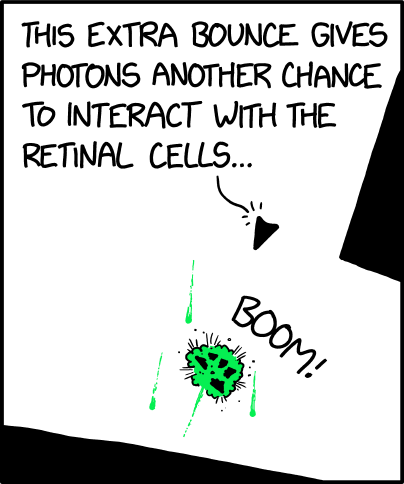 THIS EXTRA BOUNCE GIVES
PHOTONS ANOTHER CHANCE
TO INTERACT WITH THE
RETINAL CELLS...
BOOM!